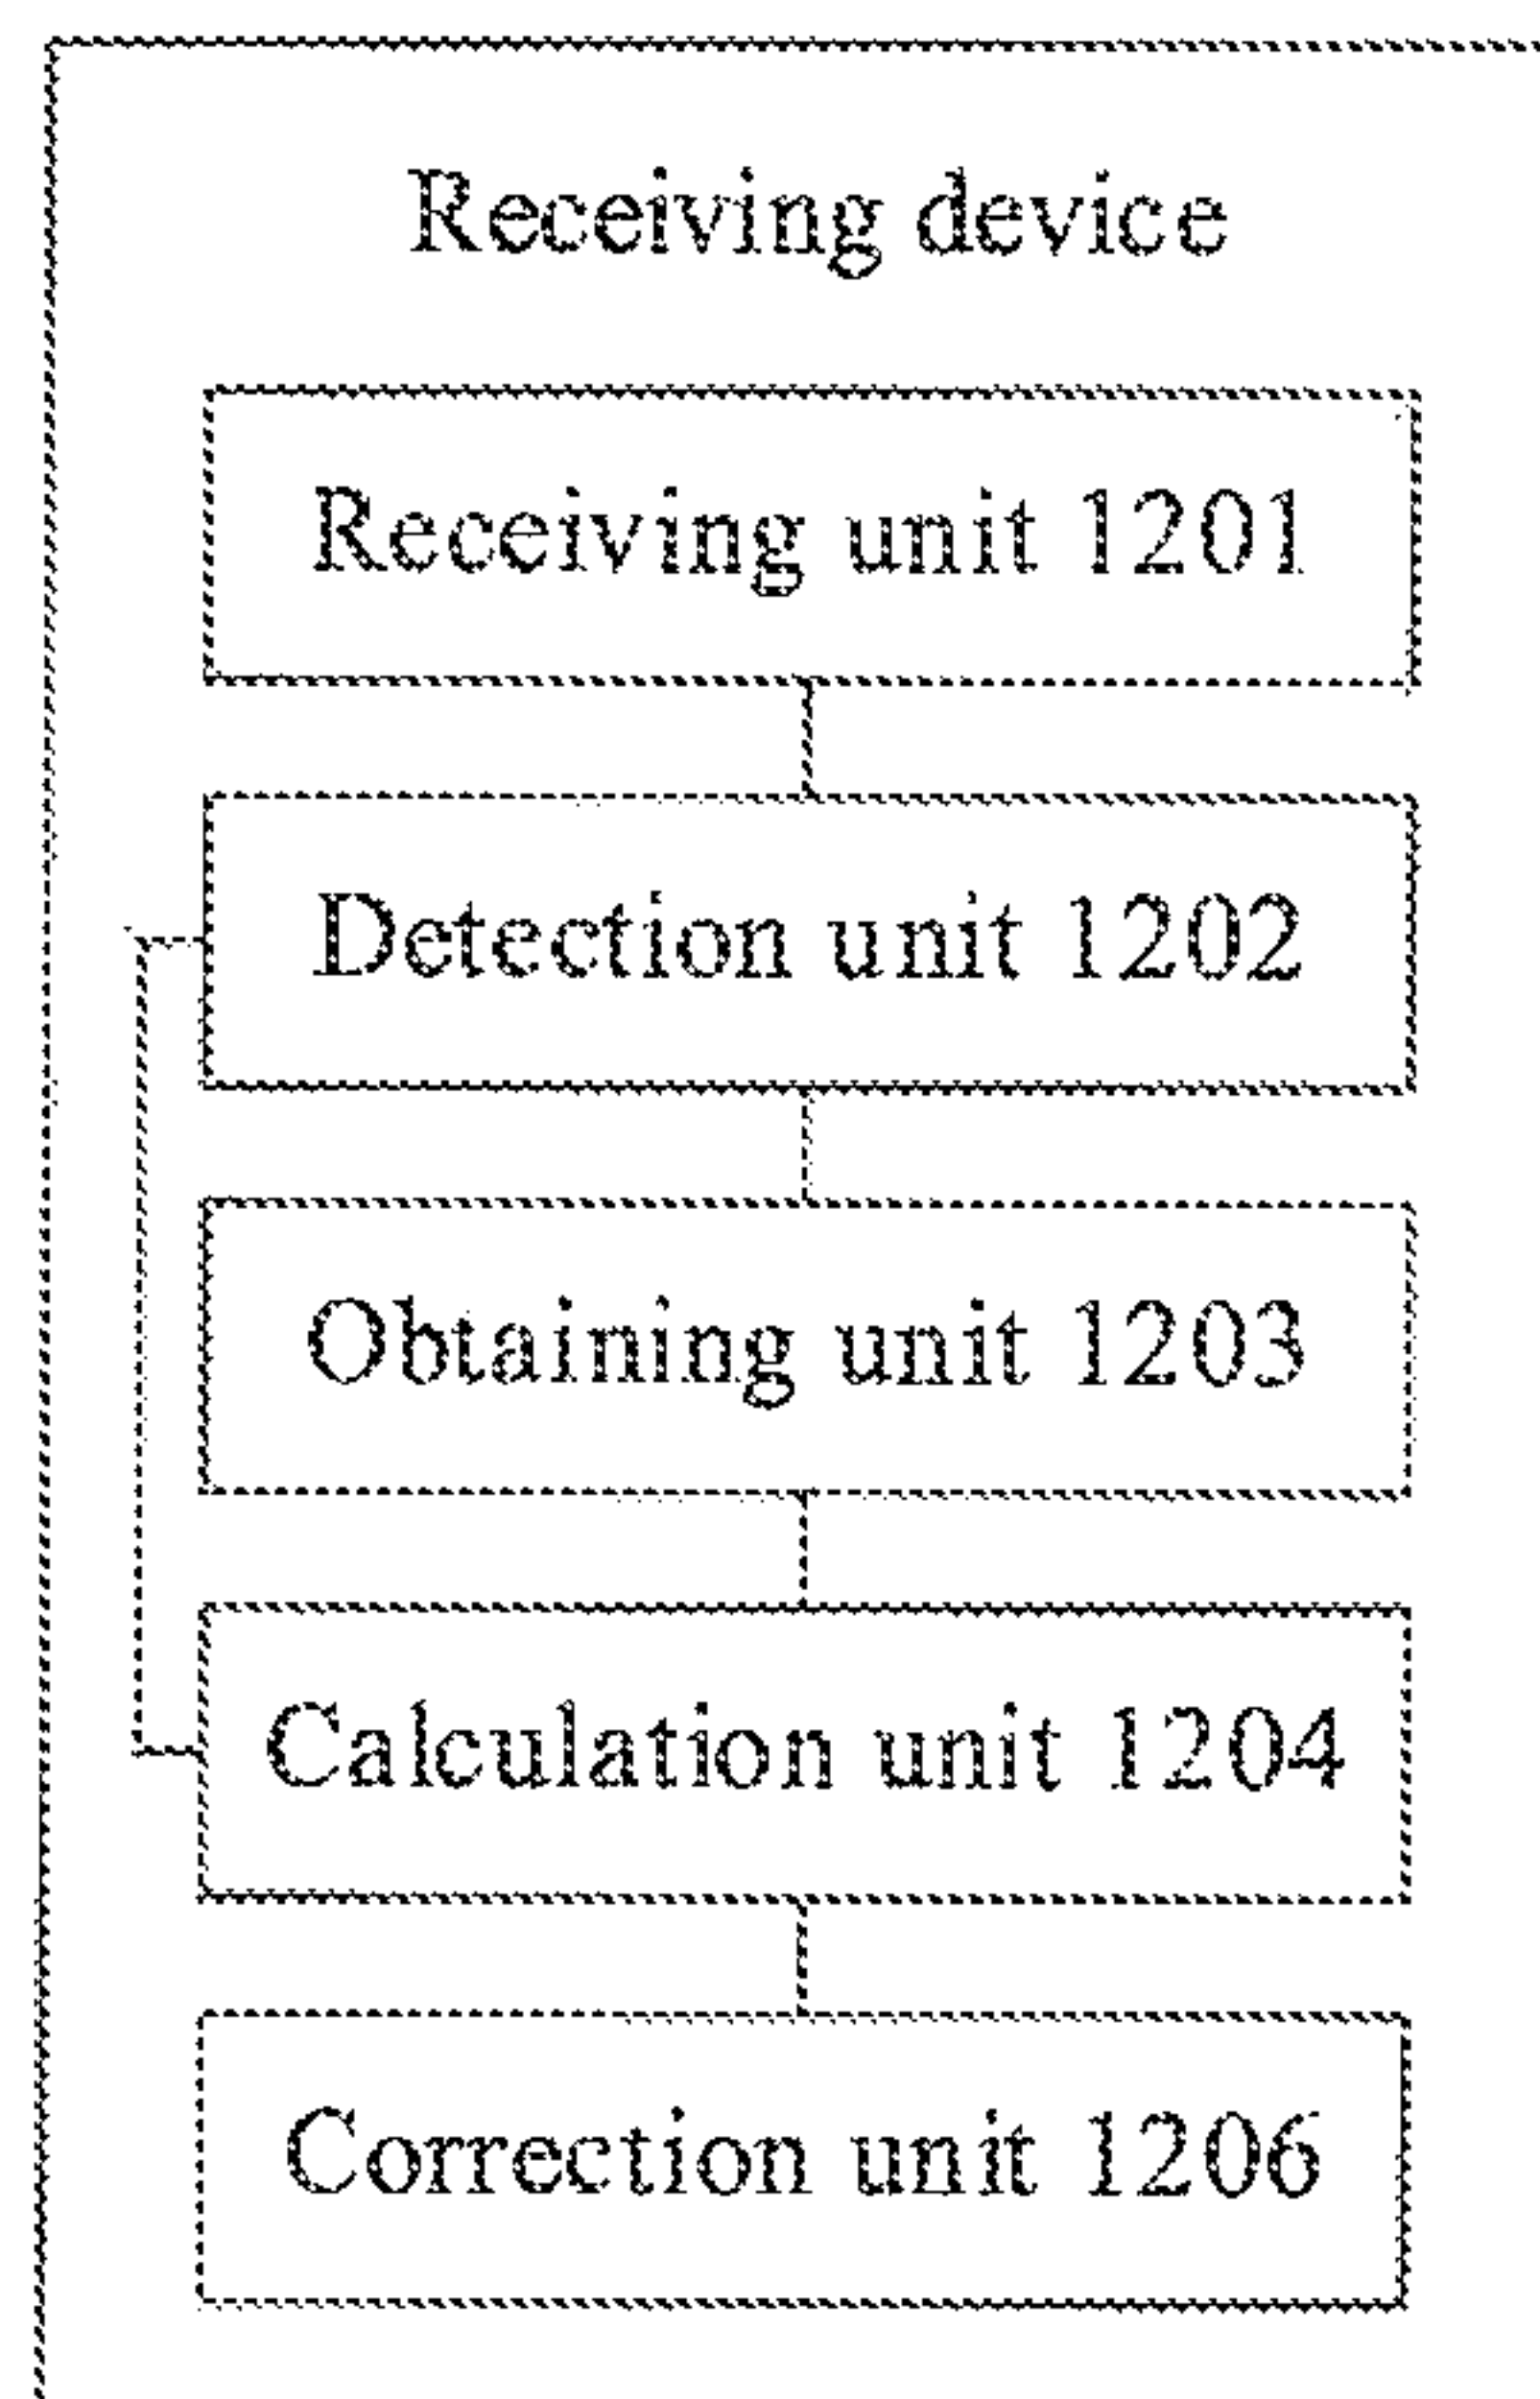 Receiving device
Receiving unit 1201
Detection unit 1202
Obtaining unit 1203
Calculation unit 1204
Correction unit 1206